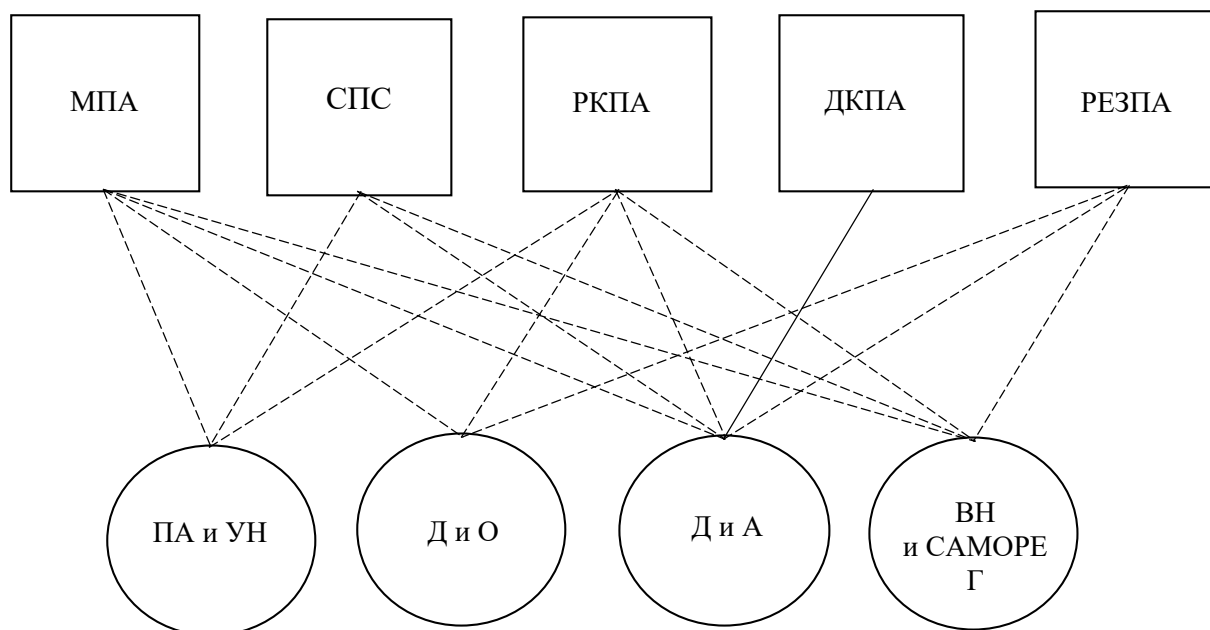 МПА
СПС
РКПА
ДКПА
РЕЗПА
ПА и УН
Д и О
Д и А
ВН
и САМОРЕ
Г